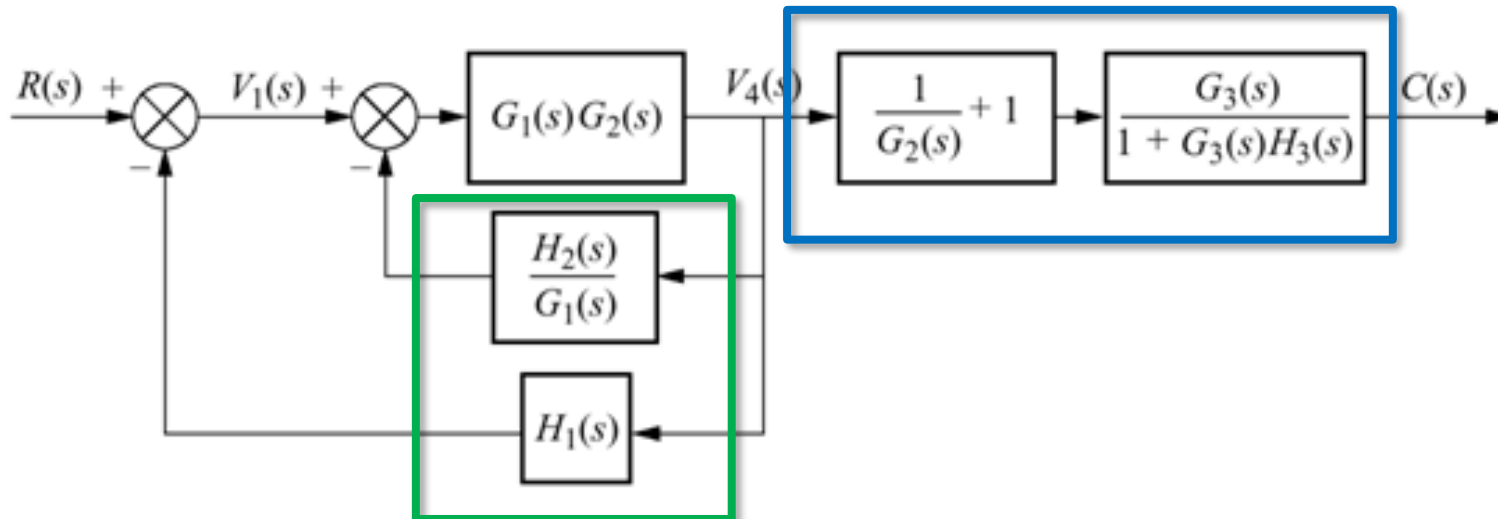 R(s) +
V₁(s) +
G₁(s)G₂(s)
V₄(s)
1
G₂(s)
+ 1
G₃(s)
1 + G₃(s)H₃(s)
C(s)
−
−
H₂(s)
G₁(s)
H₁(s)